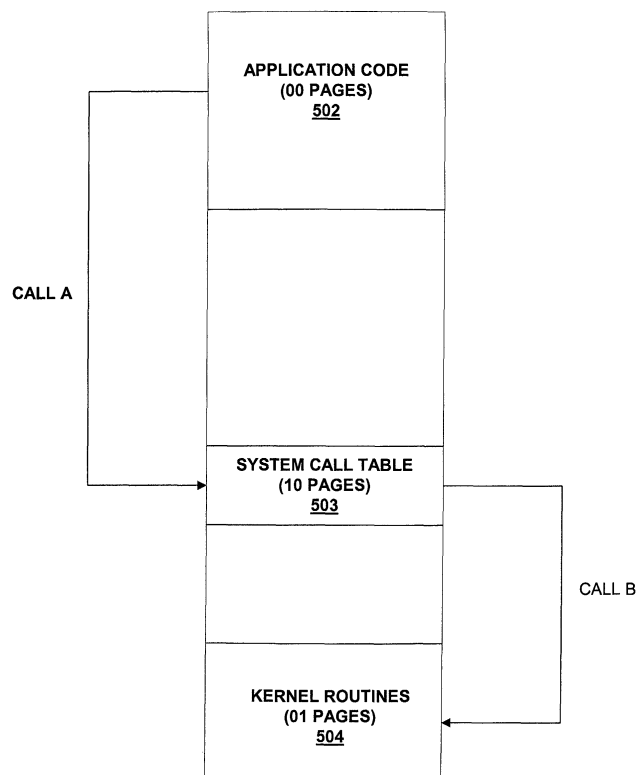 APPLICATION CODE
(00 PAGES)
502
CALL A
SYSTEM CALL TABLE
(10 PAGES)
503
CALL B
KERNEL ROUTINES
(01 PAGES)
504